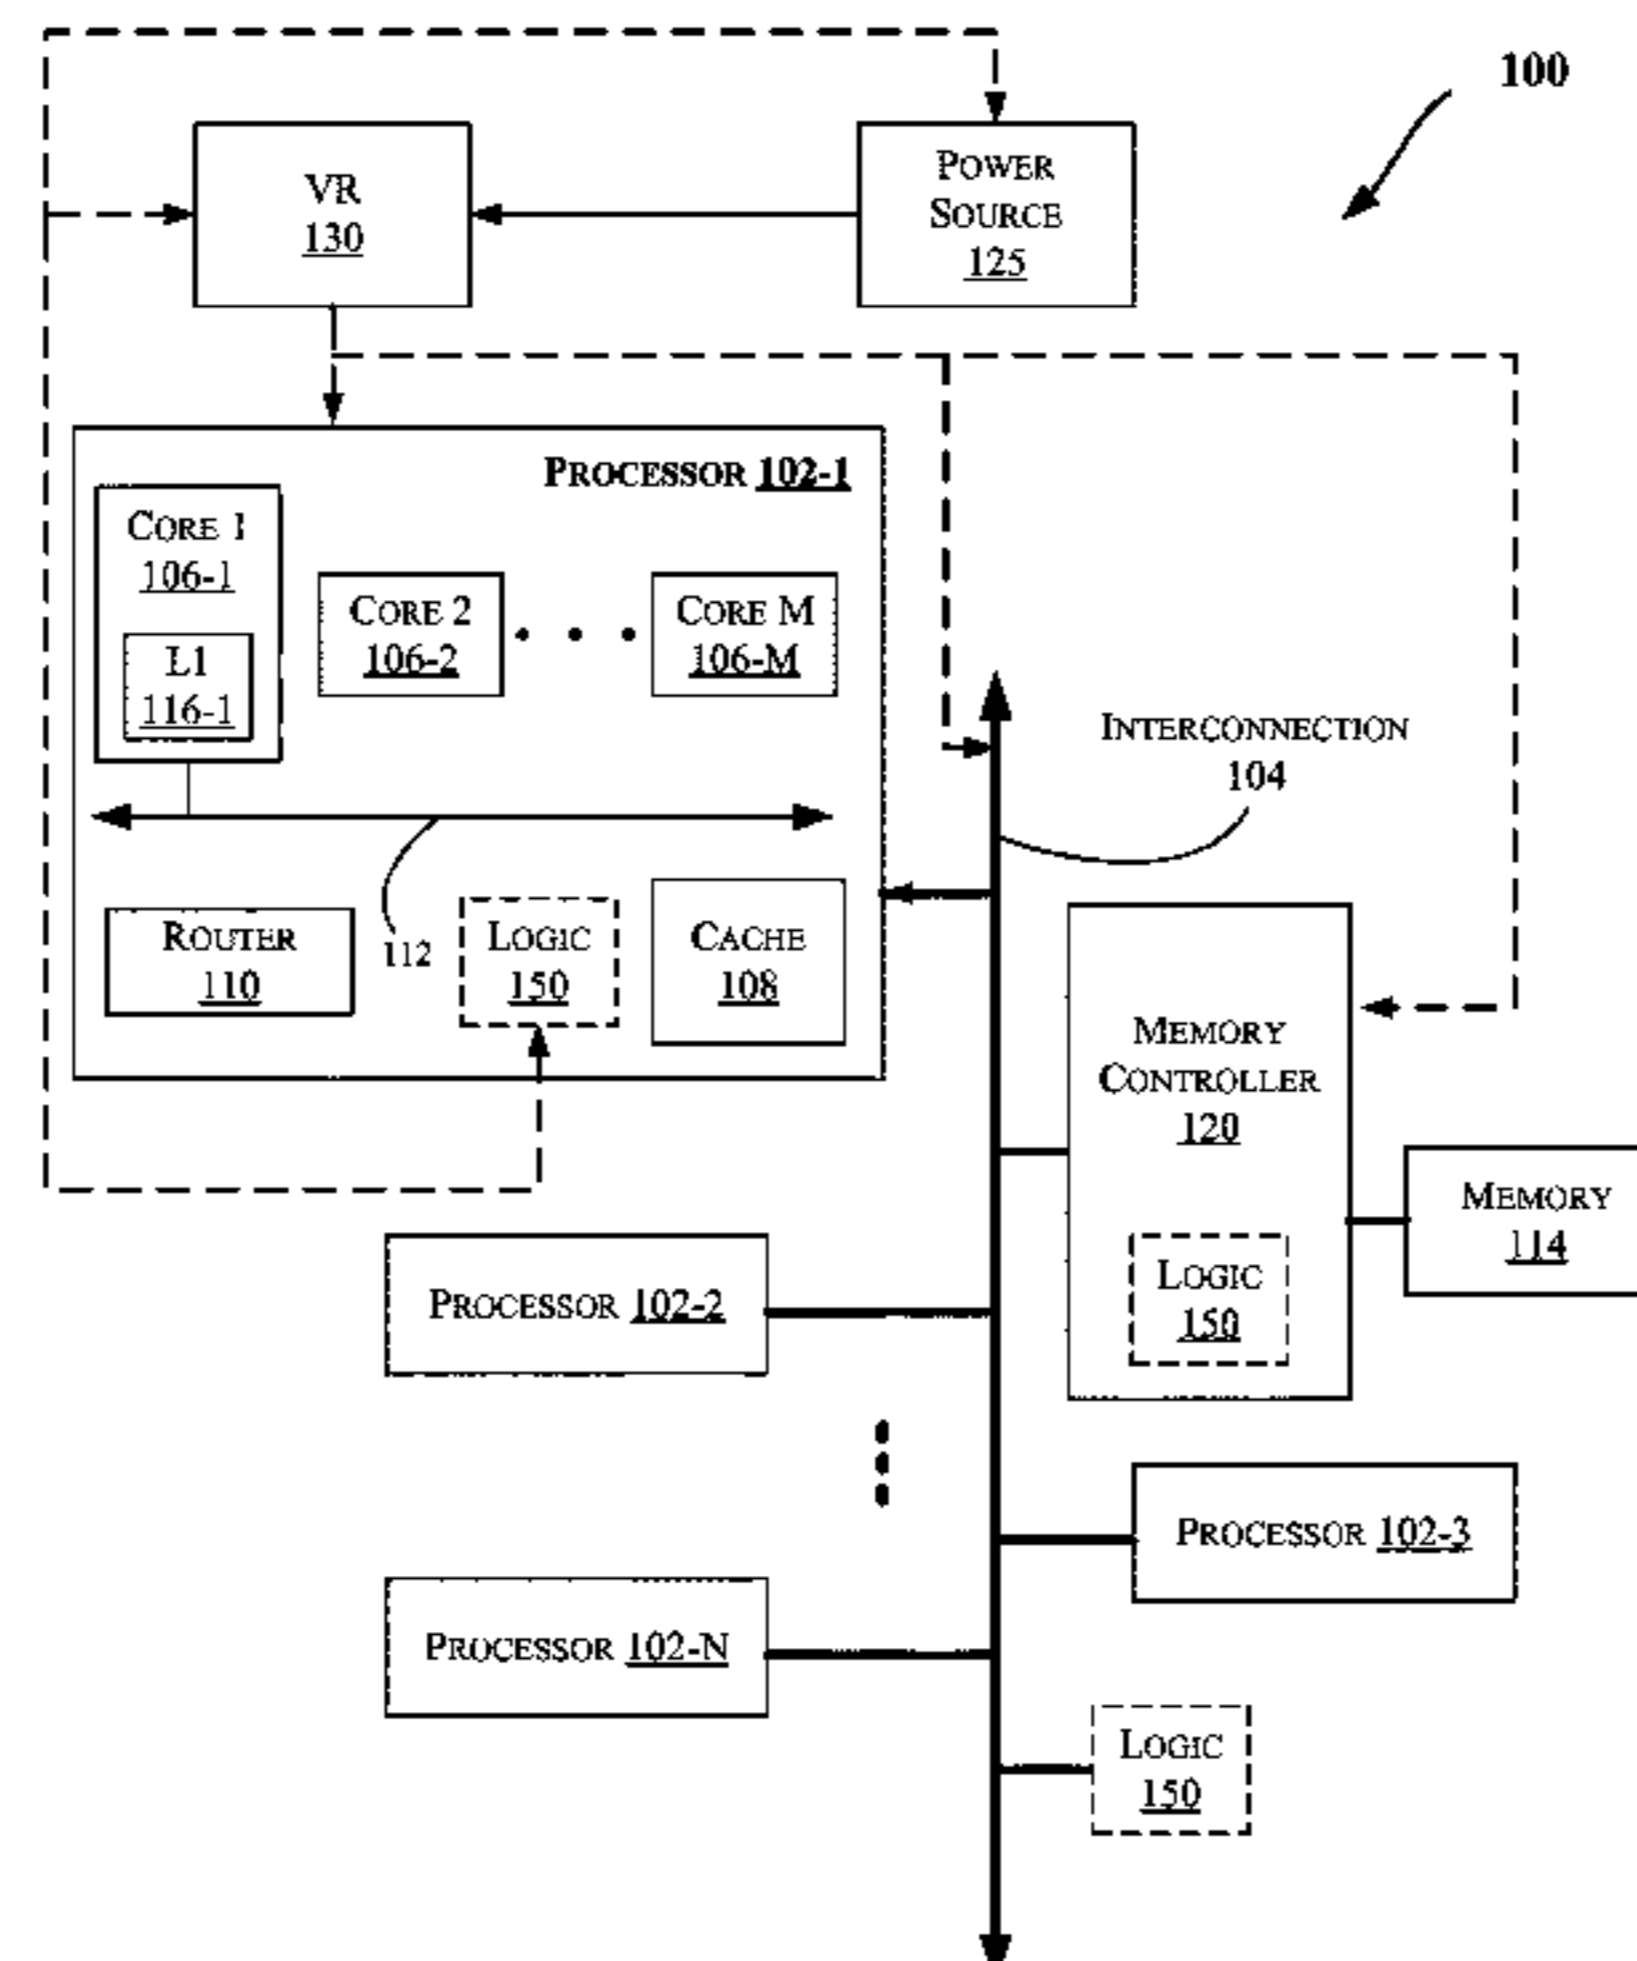 100
VR
130
POWER
SOURCE
125
PROCESSOR 102-1
CORE 1
106-1
L1
116-1
CORE 2
106-2
CORE M
106-M
INTERCONNECTION
104
ROUTER
110
112
LOGIC
150
CACHE
108
MEMORY
CONTROLLER
120
LOGIC
150
MEMORY
114
PROCESSOR 102-2
PROCESSOR 102-3
PROCESSOR 102-N
LOGIC
150